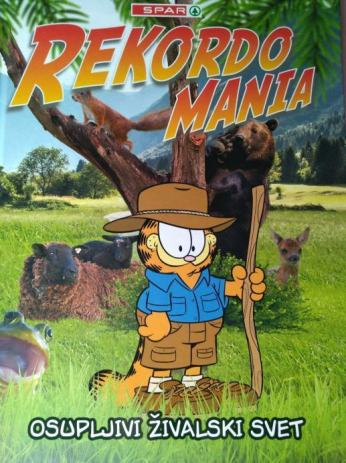 SPAR
REKORDO
MANIA
OSUPLJIVI ŽIVALSKI SVET